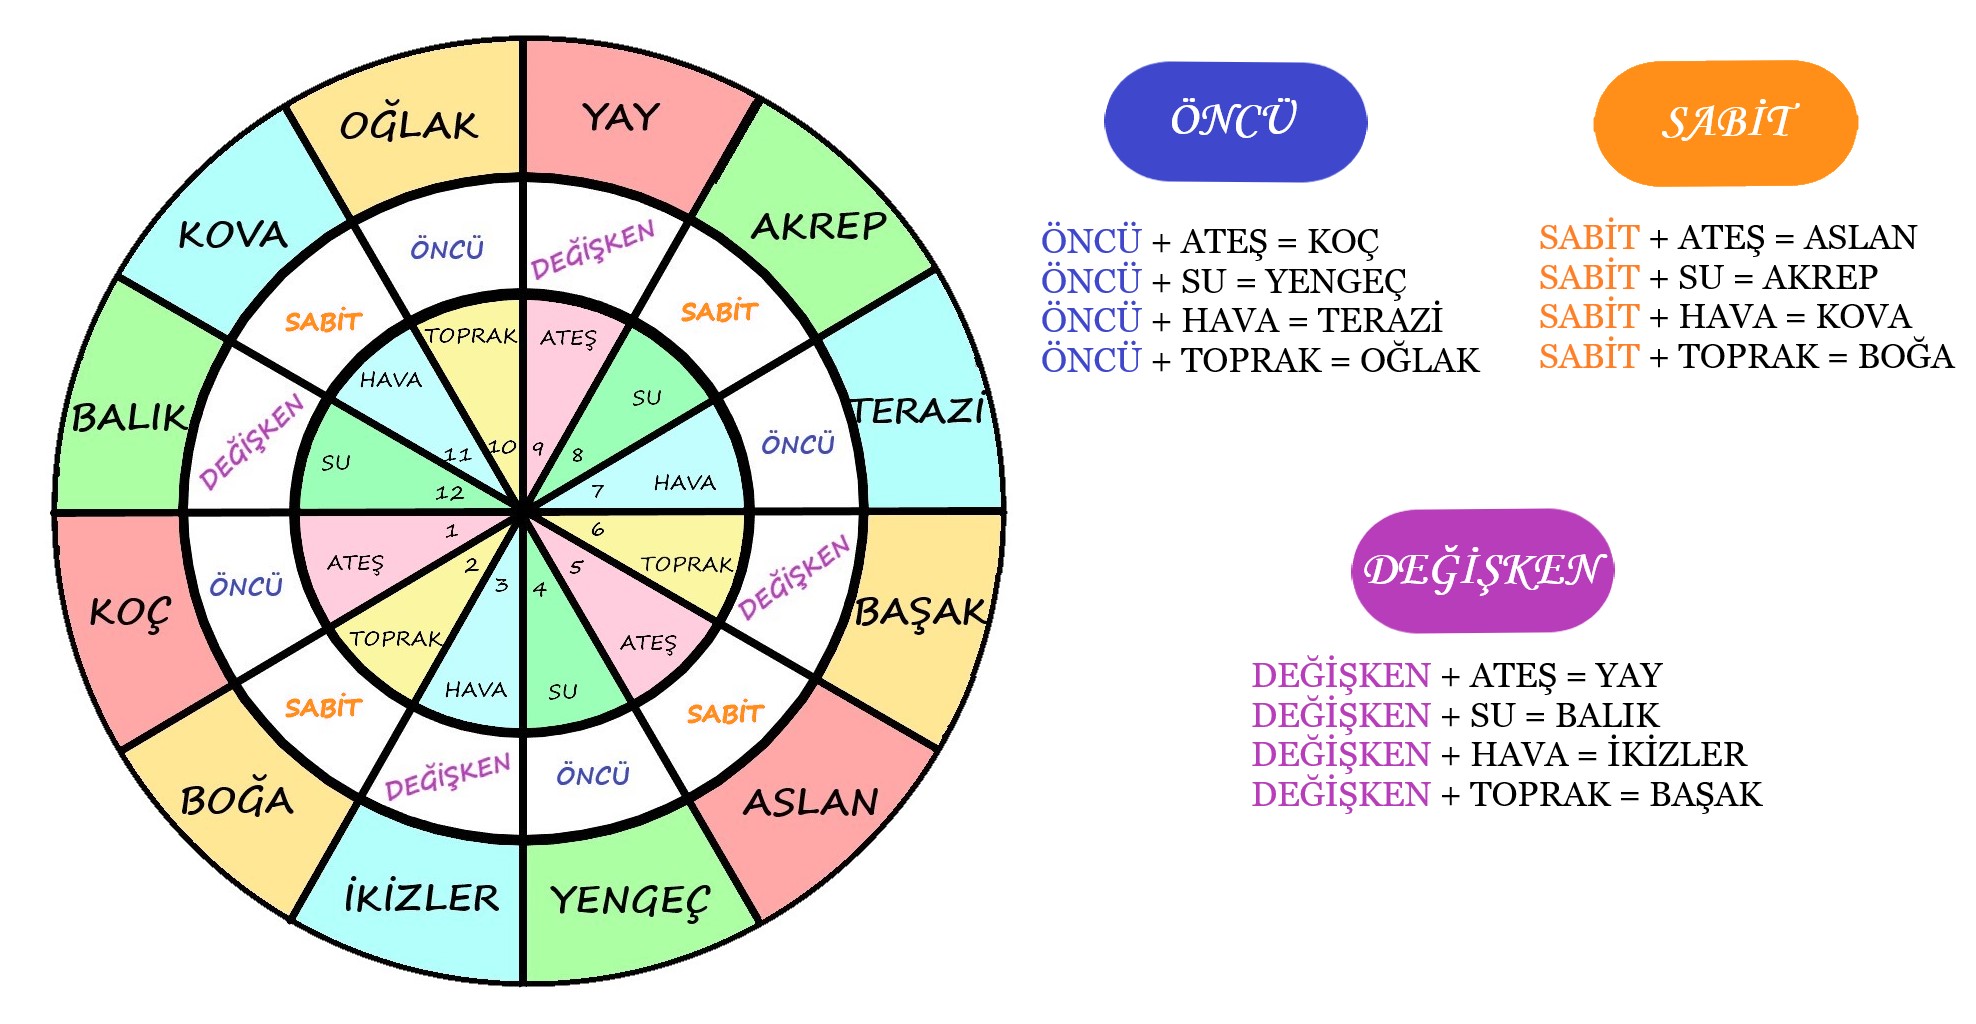 OĞLAK
YAY
AKREP
TERAZİ
BAŞAK
ASLAN
YENGEÇ
İKİZLER
BOĞA
KOÇ
BALIK
KOVA
ÖNCÜ
DEĞİŞKEN
SABİT
ÖNCÜ
DEĞİŞKEN
SABİT
ÖNCÜ
DEĞİŞKEN
SABİT
ÖNCÜ
DEĞİŞKEN
SABİT
TOPRAK
10
ATEŞ
9
SU
8
HAVA
7
TOPRAK
6
ATEŞ
5
SU
4
HAVA
3
TOPRAK
2
ATEŞ
1
SU
12
HAVA
11
ÖNCÜ
ÖNCÜ + ATEŞ = KOÇ
ÖNCÜ + SU = YENGEÇ
ÖNCÜ + HAVA = TERAZİ
ÖNCÜ + TOPRAK = OĞLAK
SABİT
SABİT + ATEŞ = ASLAN
SABİT + SU = AKREP
SABİT + HAVA = KOVA
SABİT + TOPRAK = BOĞA
DEĞİŞKEN
DEĞİŞKEN + ATEŞ = YAY
DEĞİŞKEN + SU = BALIK
DEĞİŞKEN + HAVA = İKİZLER
DEĞİŞKEN + TOPRAK = BAŞAK